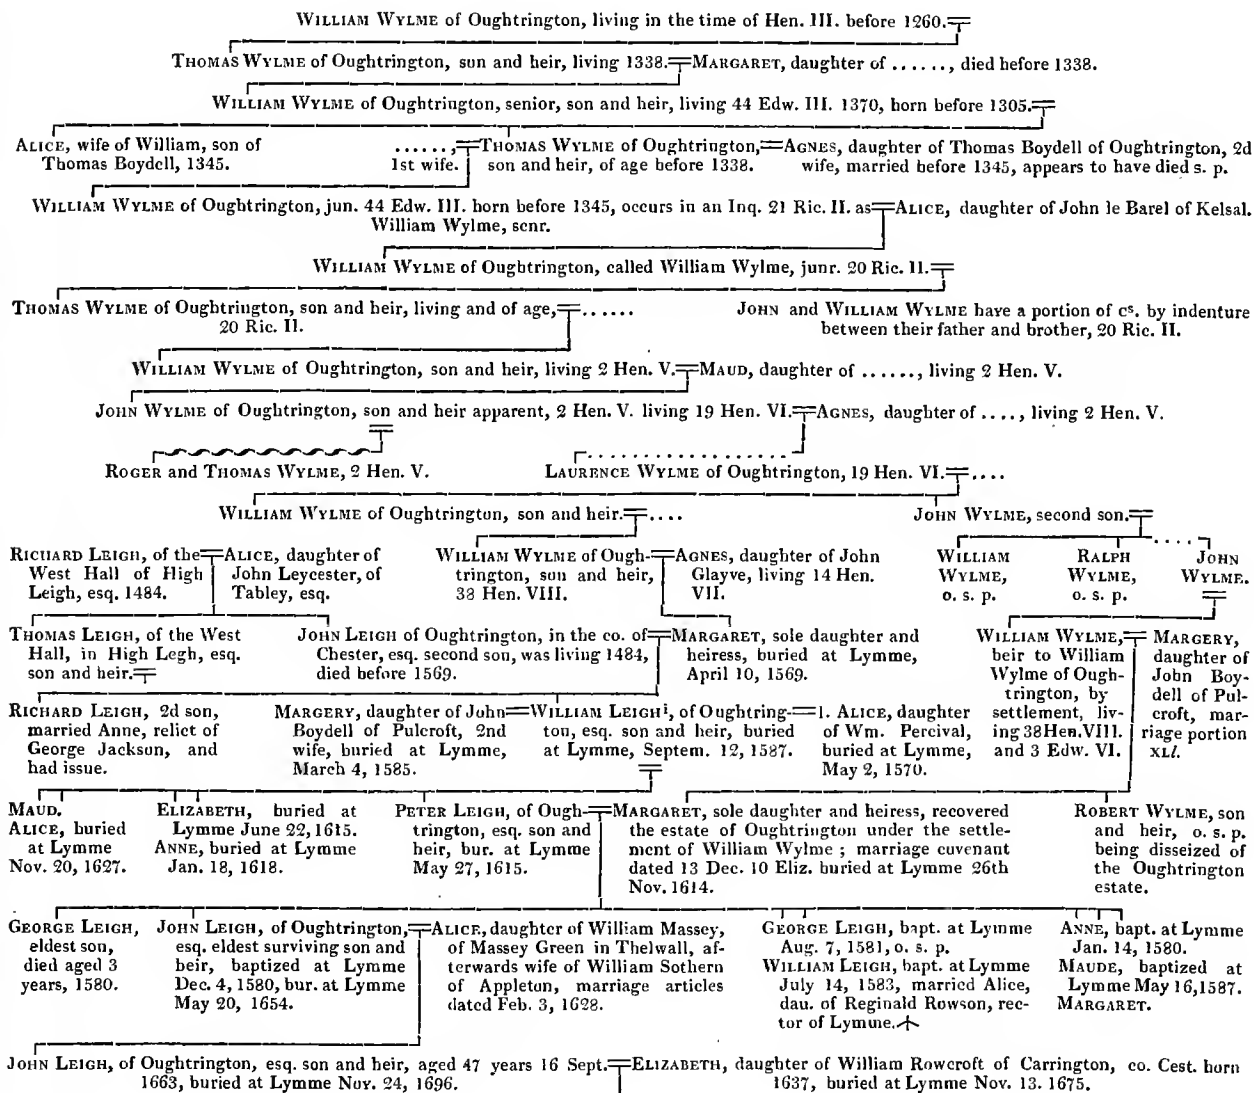 WILLIAM WYLME of Oughtrington, living in the time of Hen. III. before 1260.
THOMAS WYLME of Oughtrington, son and heir, living 1338. MARGARET, daughter of ......, died before 1338.
WILLIAM WYLME of Oughtrington, senior, son and heir, living 44 Edw. III. 1370, horn before 1305.
ALICE, wife of William, son of
Thomas Boydell, 1345.
......,
1st wife.
THOMAS WYLME of Oughtrington,
son and heir, of age before 1338.
AGNES, daughter of Thomas Boydell of Oughtrington, 2d
wife, married before 1345, appears to have died s. p.
WILLIAM WYLME of Oughtrington, jun. 44 Edw. III. horn before 1345, occurs in an Inq. 21 Ric. II. as
William Wylme, senr.
ALICE, daughter of John le Barel of Kelsal.
WILLIAM WYLME of Oughtrington, called William Wylme, junr. 20 Ric. II.
THOMAS WYLME of Oughtrington, son and heir, living and of age,
20 Ric. II.
......
JOHN and WILLIAM WYLME have a portion of cs. by indenture
between their father and brother, 20 Ric. II.
WILLIAM WYLME of Oughtrington, son and heir, living 2 Hen. V. MAUD, daughter of ......, living 2 Hen. V.
JOHN WYLME of Oughtrington, son and heir apparent, 2 Hen. V. living 19 Hen. VI. AGNES, daughter of ...., living 2 Hen. V.
ROGER and THOMAS WYLME, 2 Hen. V.
LAURENCE WYLME of Oughtrington, 19 Hen. VI. ....
WILLIAM WYLME of Oughtrington, son and heir. ....
JOHN WYLME, second son.
RICHARD LEIGH, of the
West Hall of High
Leigh, esq. 1484.
ALICE, daughter of
John Leycester, of
Tabley, esq.
WILLIAM WYLME of Ough-
trington, son and heir,
38 Hen. VIII.
AGNES, daughter of John
Glayve, living 14 Hen.
VII.
WILLIAM
WYLME,
o. s. p.
RALPH
WYLME,
o. s. p.
JOHN
WYLME.
THOMAS LEIGH, of the West
Hall, in High Legh, esq.
son and heir.
JOHN LEIGH of Oughtrington, in the co. of
Chester, esq. second son, was living 1484,
died before 1569.
MARGARET, sole daughter and
heiress, buried at Lymme,
April 10, 1569.
WILLIAM WYLME,
beir to William
Wylme of Ough-
trington, by
settlement, liv-
ing 38 Hen. VIII.
and 3 Edw. VI.
MARGERY,
daughter of
John Boy-
dell of Pul-
croft, mar-
riage portion
XLl.
RICHARD LEIGH, 2d son,
married Anne, relict of
George Jackson, and
had issue.
MARGERY, daughter of John
Boydell of Pulcroft, 2nd
wife, buried at Lymme,
March 4, 1585.
WILLIAM LEIGHi, of Oughtring-
ton, esq. son and heir, buried
at Lymme, Septem. 12, 1587.
1. ALICE, daughter
of Wm. Percival,
buried at Lymme,
May 2, 1570.
MAUD.
ALICE, buried
at Lymme
Nov. 20, 1627.
ELIZABETH, buried at
Lymme June 22, 1615.
ANNE, buried at Lymme
Jan. 18, 1618.
PETER LEIGH, of Ough-
trington, esq. son and
heir, bur. at Lymme
May 27, 1615.
MARGARET, sole daughter and heiress, recovered
the estate of Oughtrington under the settle-
ment of William Wylme ; marriage cuvenant
dated 13 Dec. 10 Eliz. buried at Lymme 26th
Nov. 1614.
ROBERT WYLME, son
and heir, o. s. p.
being disseized of
the Oughtrington
estate.
GEORGE LEIGH,
eldest son,
died aged 3
years, 1580.
JOHN LEIGH, of Oughtrington,
esq. eldest surviving son and
beir, baptized at Lymme
Dec. 4, 1580, bur. at Lymme
May 20, 1654.
ALICE, daughter of William Massey,
of Massey Green in Thelwall, af-
terwards wife of William Sothern
of Appleton, marriage articles
dated Feb. 3, 1628.
GEORGE LEIGH, bapt. at Lymme
Aug. 7, 1581, o. s. p.
WILLIAM LEIGH, bapt. at Lymme
July 14, 1583, married Alice,
dau. of Reginald Rowson, rec-
tor of Lymme.
ANNE, bapt. at Lymme
Jan. 14, 1580.
MAUDE, baptized at
Lymme May 16, 1587.
MARGARET.
JOHN LEIGH, of Oughtrington, esq. son and heir, aged 47 years 16 Sept.
1663, buried at Lymme Nov. 24, 1696.
ELIZABETH, daughter of William Rowcroft of Carrington, co. Cest. born
1637, buried at Lymme Nov. 13. 1675.